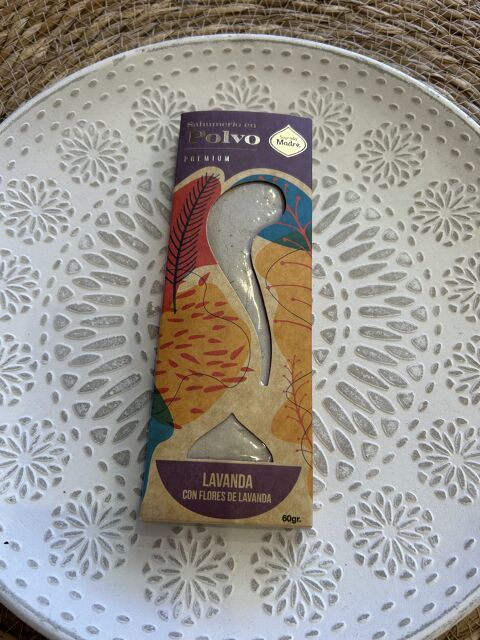 Sahumerio en
Polvo
PREMIUM
Sagrada
Madre
LAVANDA
CON FLORES DE LAVANDA
60gr.